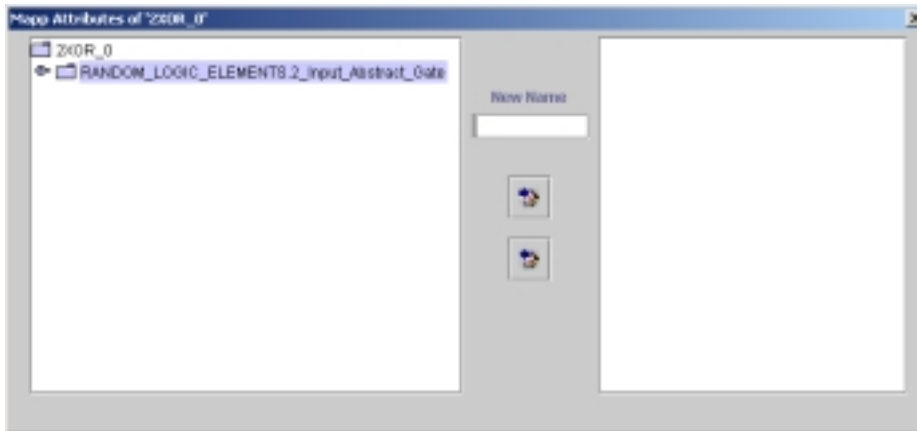 Mapp Attributes of '2XOR_0'
2XOR_0
RANDOM_LOGIC_ELEMENTS.2_Input_Abstract_Gate
New Name